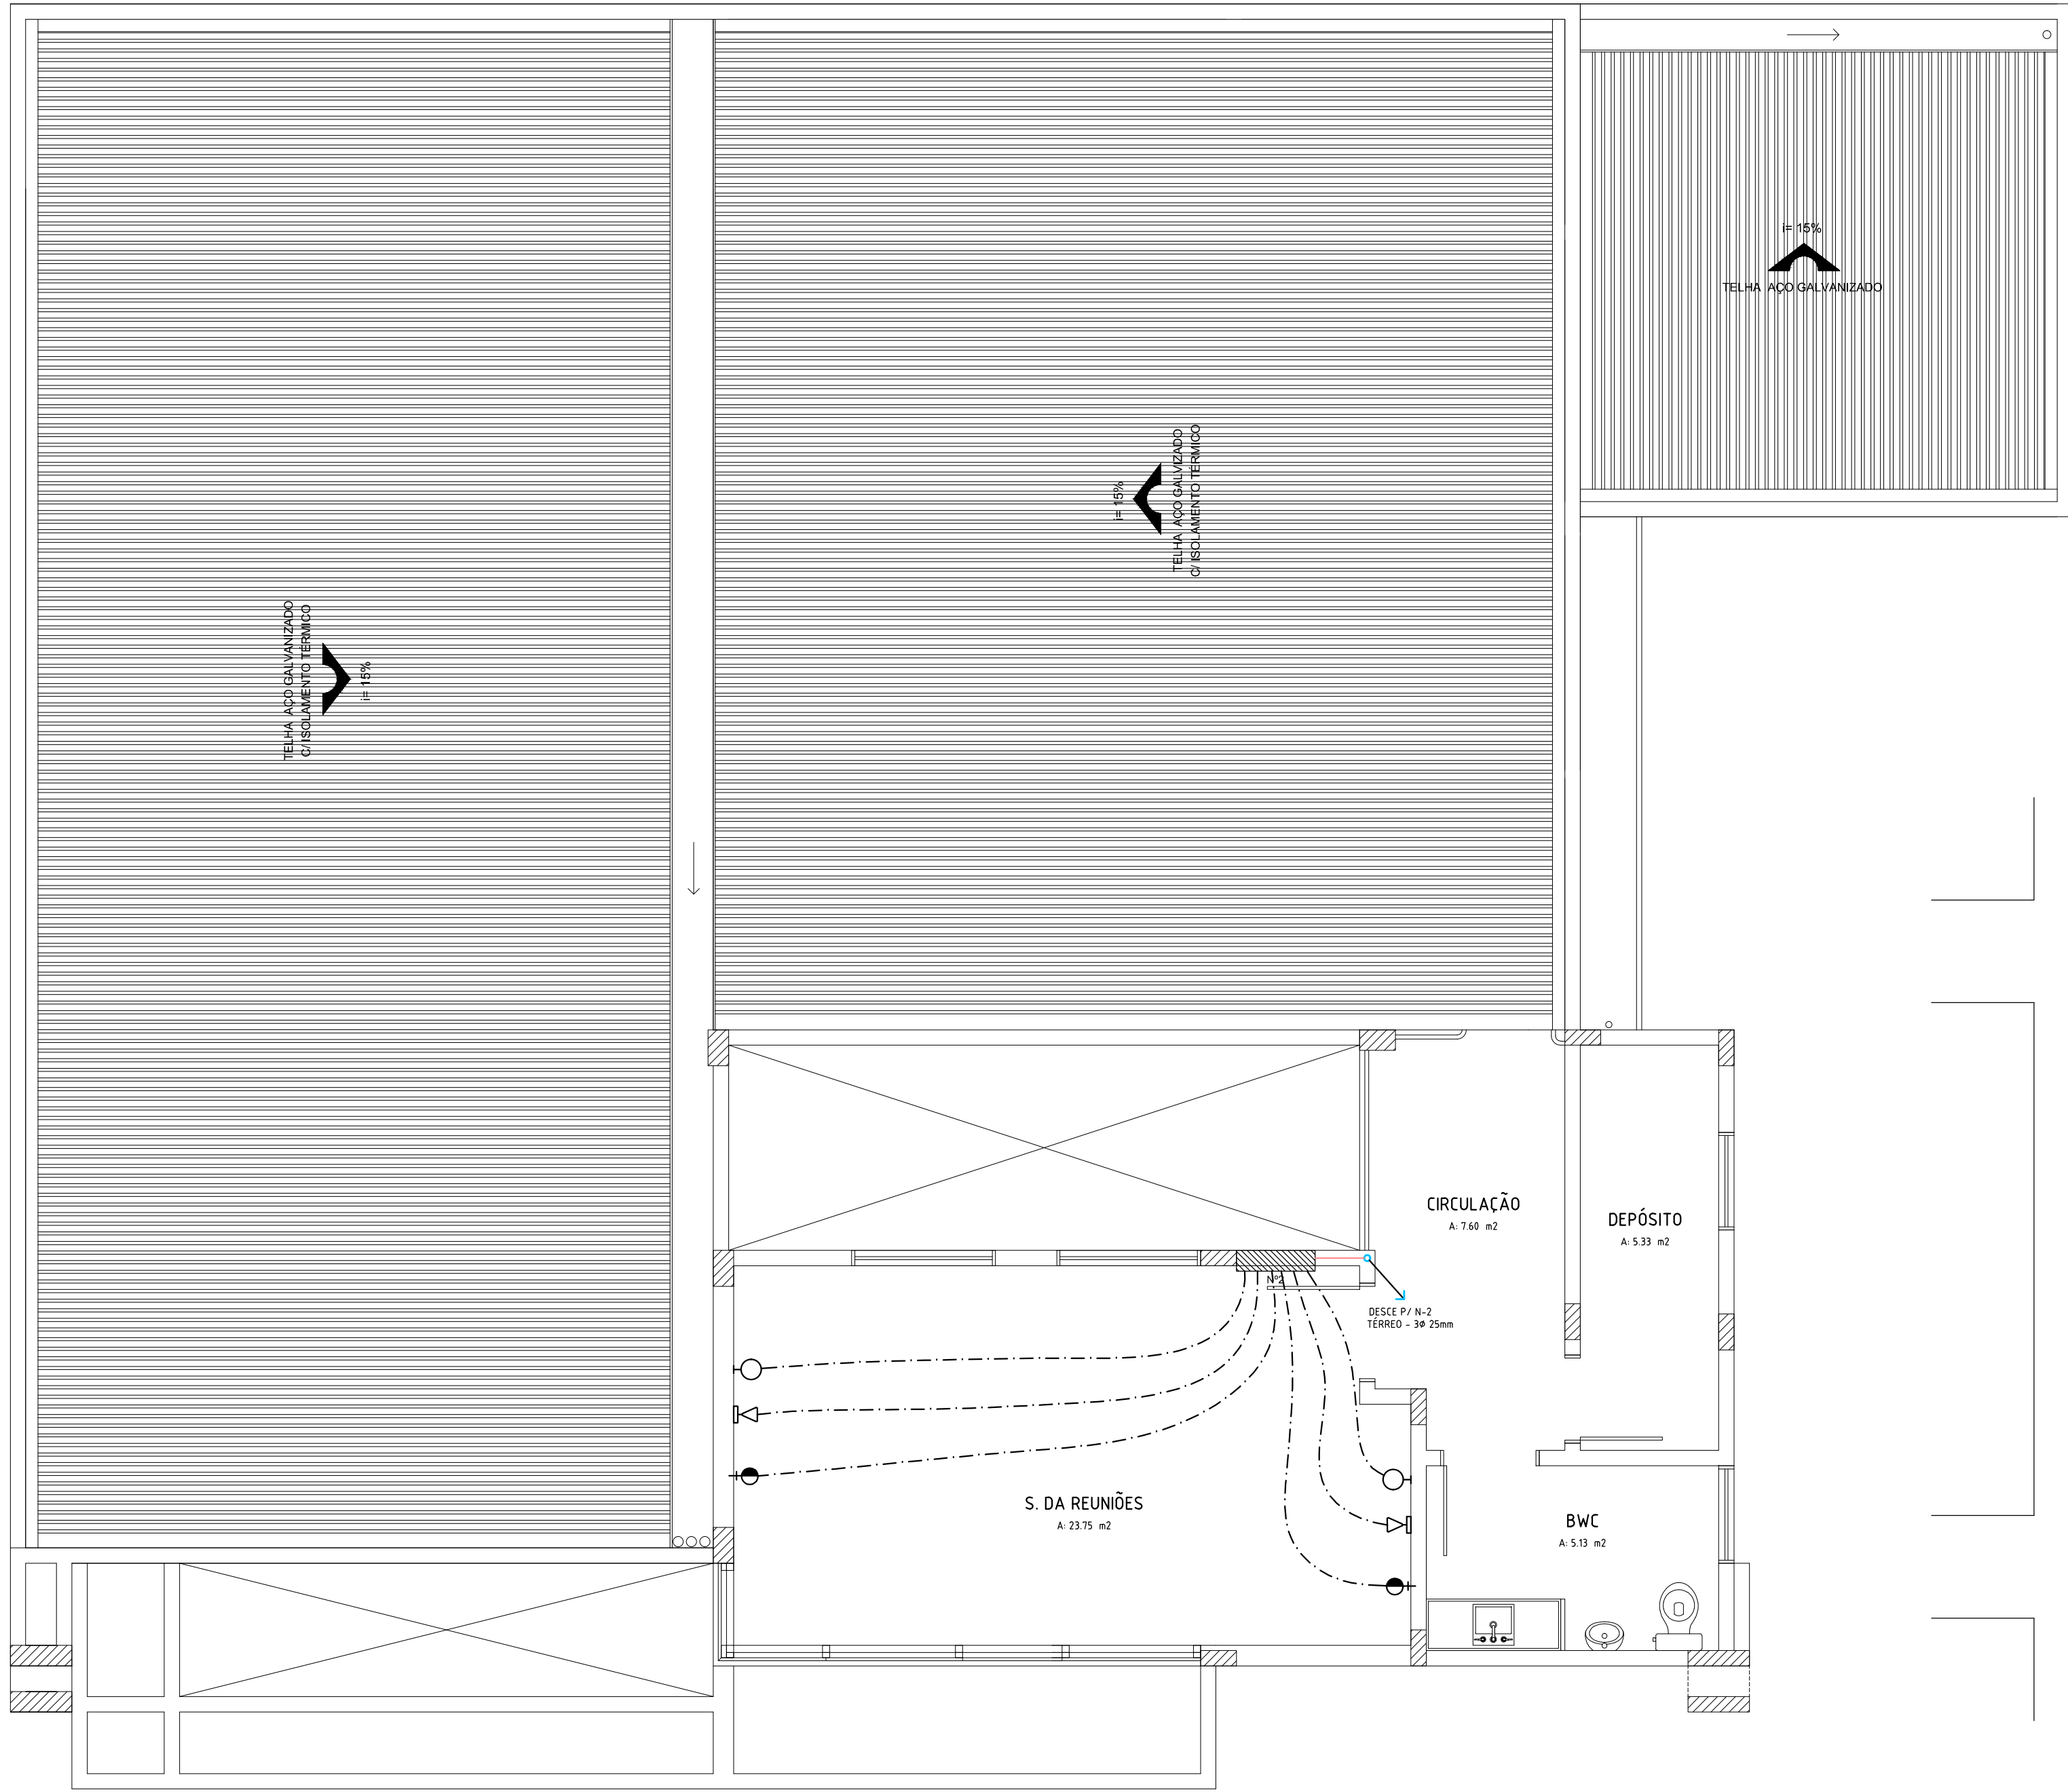 i= 15%
TELHA AÇO GALVANIZADO
TELHA AÇO GALVIZADO
C/ ISOLAMENTO TÉRMICO
i= 15%
TELHA AÇO GALVANIZADO
C/ ISOLAMENTO TÉRMICO
i= 15%
CIRCULAÇÃO
A: 7.60 m2
DEPÓSITO
A: 5.33 m2
Nº2
DESCE P/ N-2
TÉRREO - 3Ø 25mm
S. DA REUNIÕES
A: 23.75 m2
BWC
A: 5.13 m2